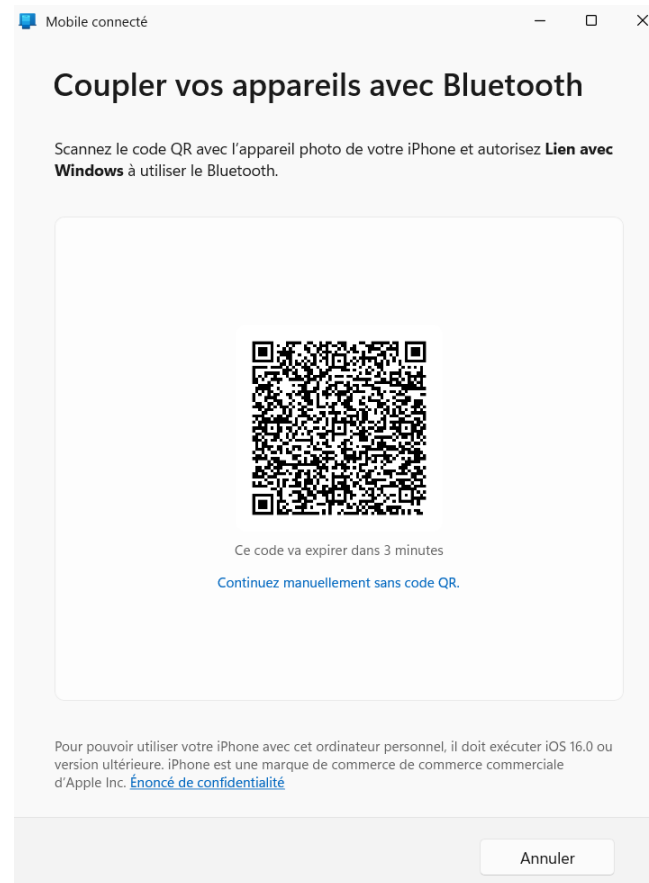 Mobile connecté
Coupler vos appareils avec Bluetooth
Scannez le code QR avec l'appareil photo de votre iPhone et autorisez Lien avec
Windows à utiliser le Bluetooth.
Ce code va expirer dans 3 minutes
Continuez manuellement sans code QR.
Pour pouvoir utiliser votre iPhone avec cet ordinateur personnel, il doit exécuter iOS 16.0 ou
version ultérieure. iPhone est une marque de commerce de commerce commerciale
d'Apple Inc. Énoncé de confidentialité
Annuler